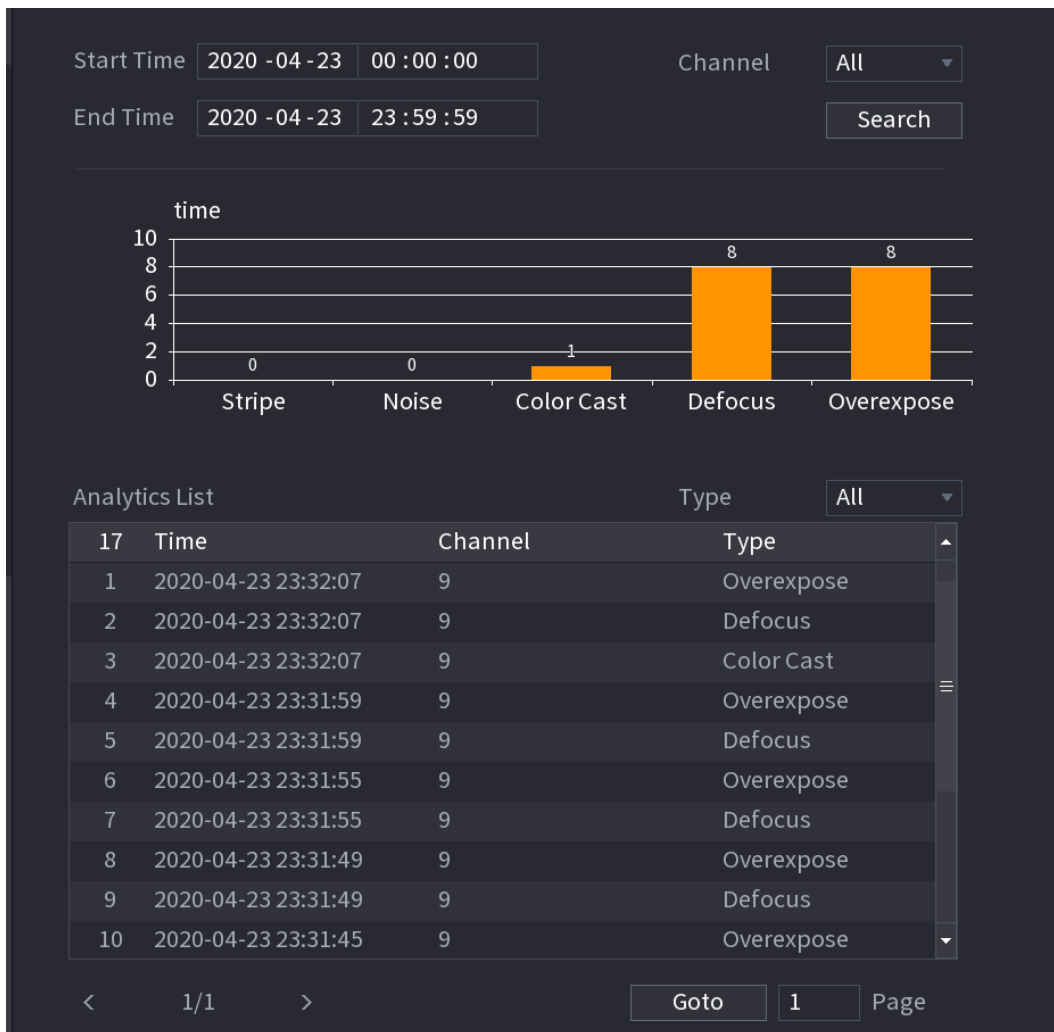 Start Time 2020 -04 -23 00 : 00 : 00 Channel All
End Time 2020 -04 -23 23 : 59 : 59 Search
time
10
8
6
4
2
0
0 0 1 8 8
Stripe Noise Color Cast Defocus Overexpose
Analytics List Type All
17 Time Channel Type
1 2020-04-23 23:32:07 9 Overexpose
2 2020-04-23 23:32:07 9 Defocus
3 2020-04-23 23:32:07 9 Color Cast
4 2020-04-23 23:31:59 9 Overexpose
5 2020-04-23 23:31:59 9 Defocus
6 2020-04-23 23:31:55 9 Overexpose
7 2020-04-23 23:31:55 9 Defocus
8 2020-04-23 23:31:49 9 Overexpose
9 2020-04-23 23:31:49 9 Defocus
10 2020-04-23 23:31:45 9 Overexpose
< 1/1 > Goto 1 Page